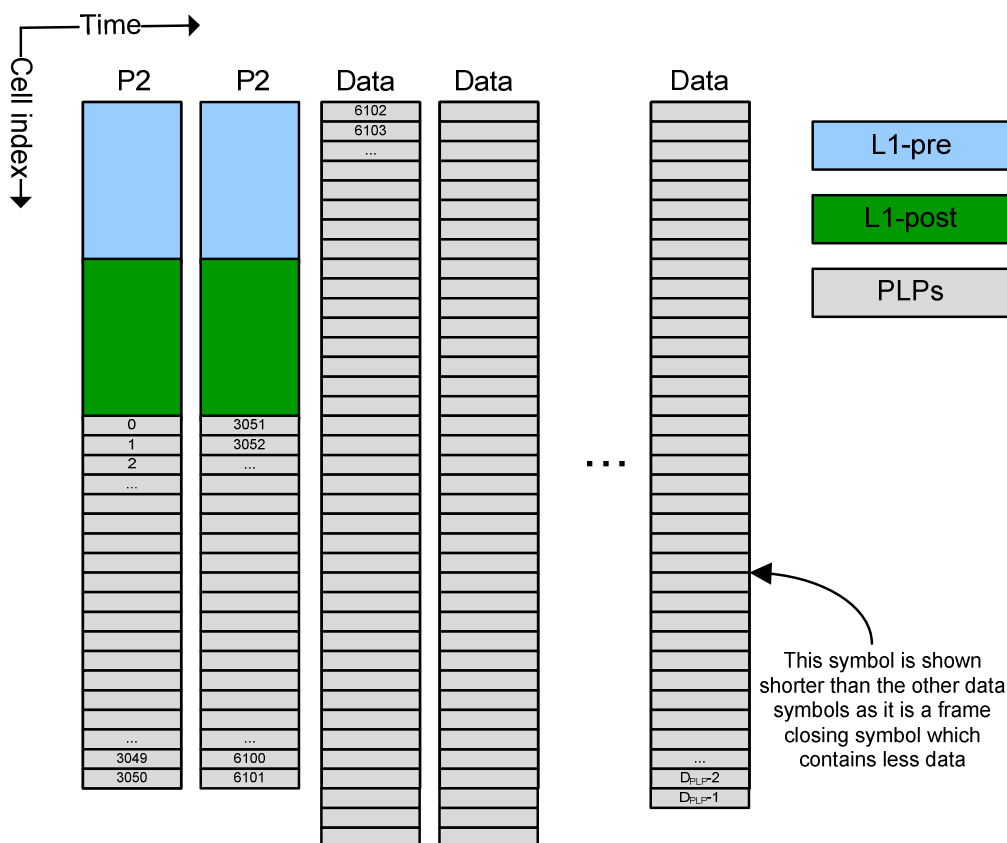 Time
Cell index
P2
P2
Data
Data
Data
6102
6103
...
L1-pre
L1-post
PLPs
0
1
2
...
3051
3052
...
...
...
3049
3050
...
6100
6101
This symbol is shown
shorter than the other data
symbols as it is a frame
closing symbol which
contains less data
...
DPLP-2
DPLP-1